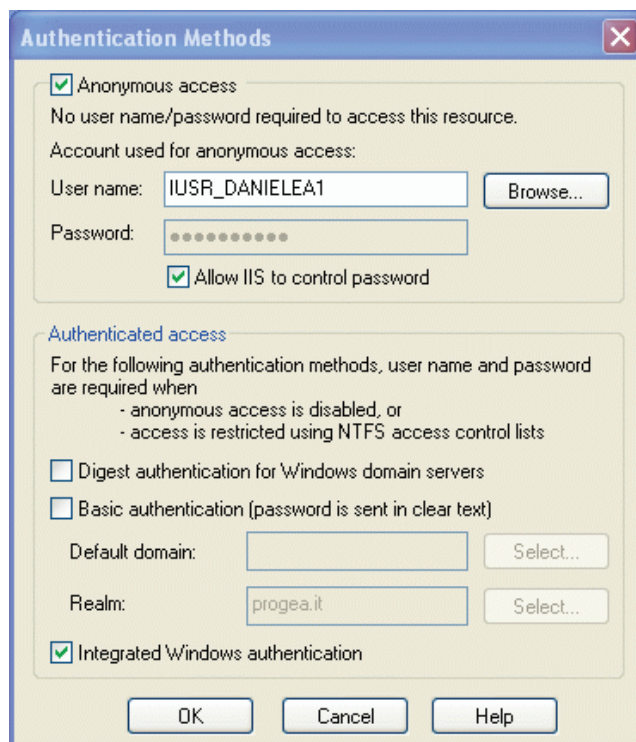 Authentication Methods
Anonymous access
No user name/password required to access this resource.
Account used for anonymous access:
User name: IUSR_DANIELEA1 Browse...
Password: ●●●●●●●●●●
Allow IIS to control password
Authenticated access
For the following authentication methods, user name and password
are required when
- anonymous access is disabled, or
- access is restricted using NTFS access control lists
Digest authentication for Windows domain servers
Basic authentication (password is sent in clear text)
Default domain: Select...
Realm: progea.it Select...
Integrated Windows authentication
OK Cancel Help